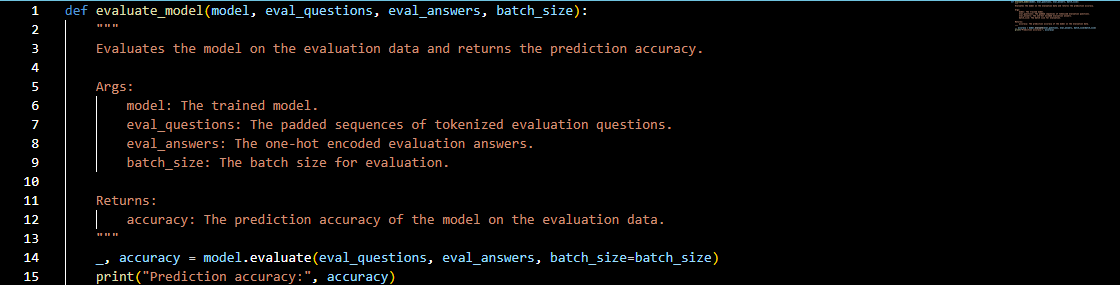 1 def evaluate_model(model, eval_questions, eval_answers, batch_size):
2     """
3     Evaluates the model on the evaluation data and returns the prediction accuracy.
4
5     Args:
6         model: The trained model.
7         eval_questions: The padded sequences of tokenized evaluation questions.
8         eval_answers: The one-hot encoded evaluation answers.
9         batch_size: The batch size for evaluation.
10
11     Returns:
12         accuracy: The prediction accuracy of the model on the evaluation data.
13     """
14     _, accuracy = model.evaluate(eval_questions, eval_answers, batch_size=batch_size)
15     print("Prediction accuracy:", accuracy)